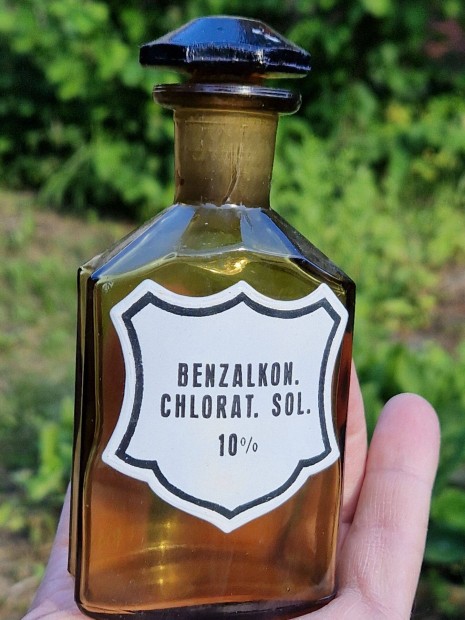 BENZALKON.
CHLORAT. SOL.
10%